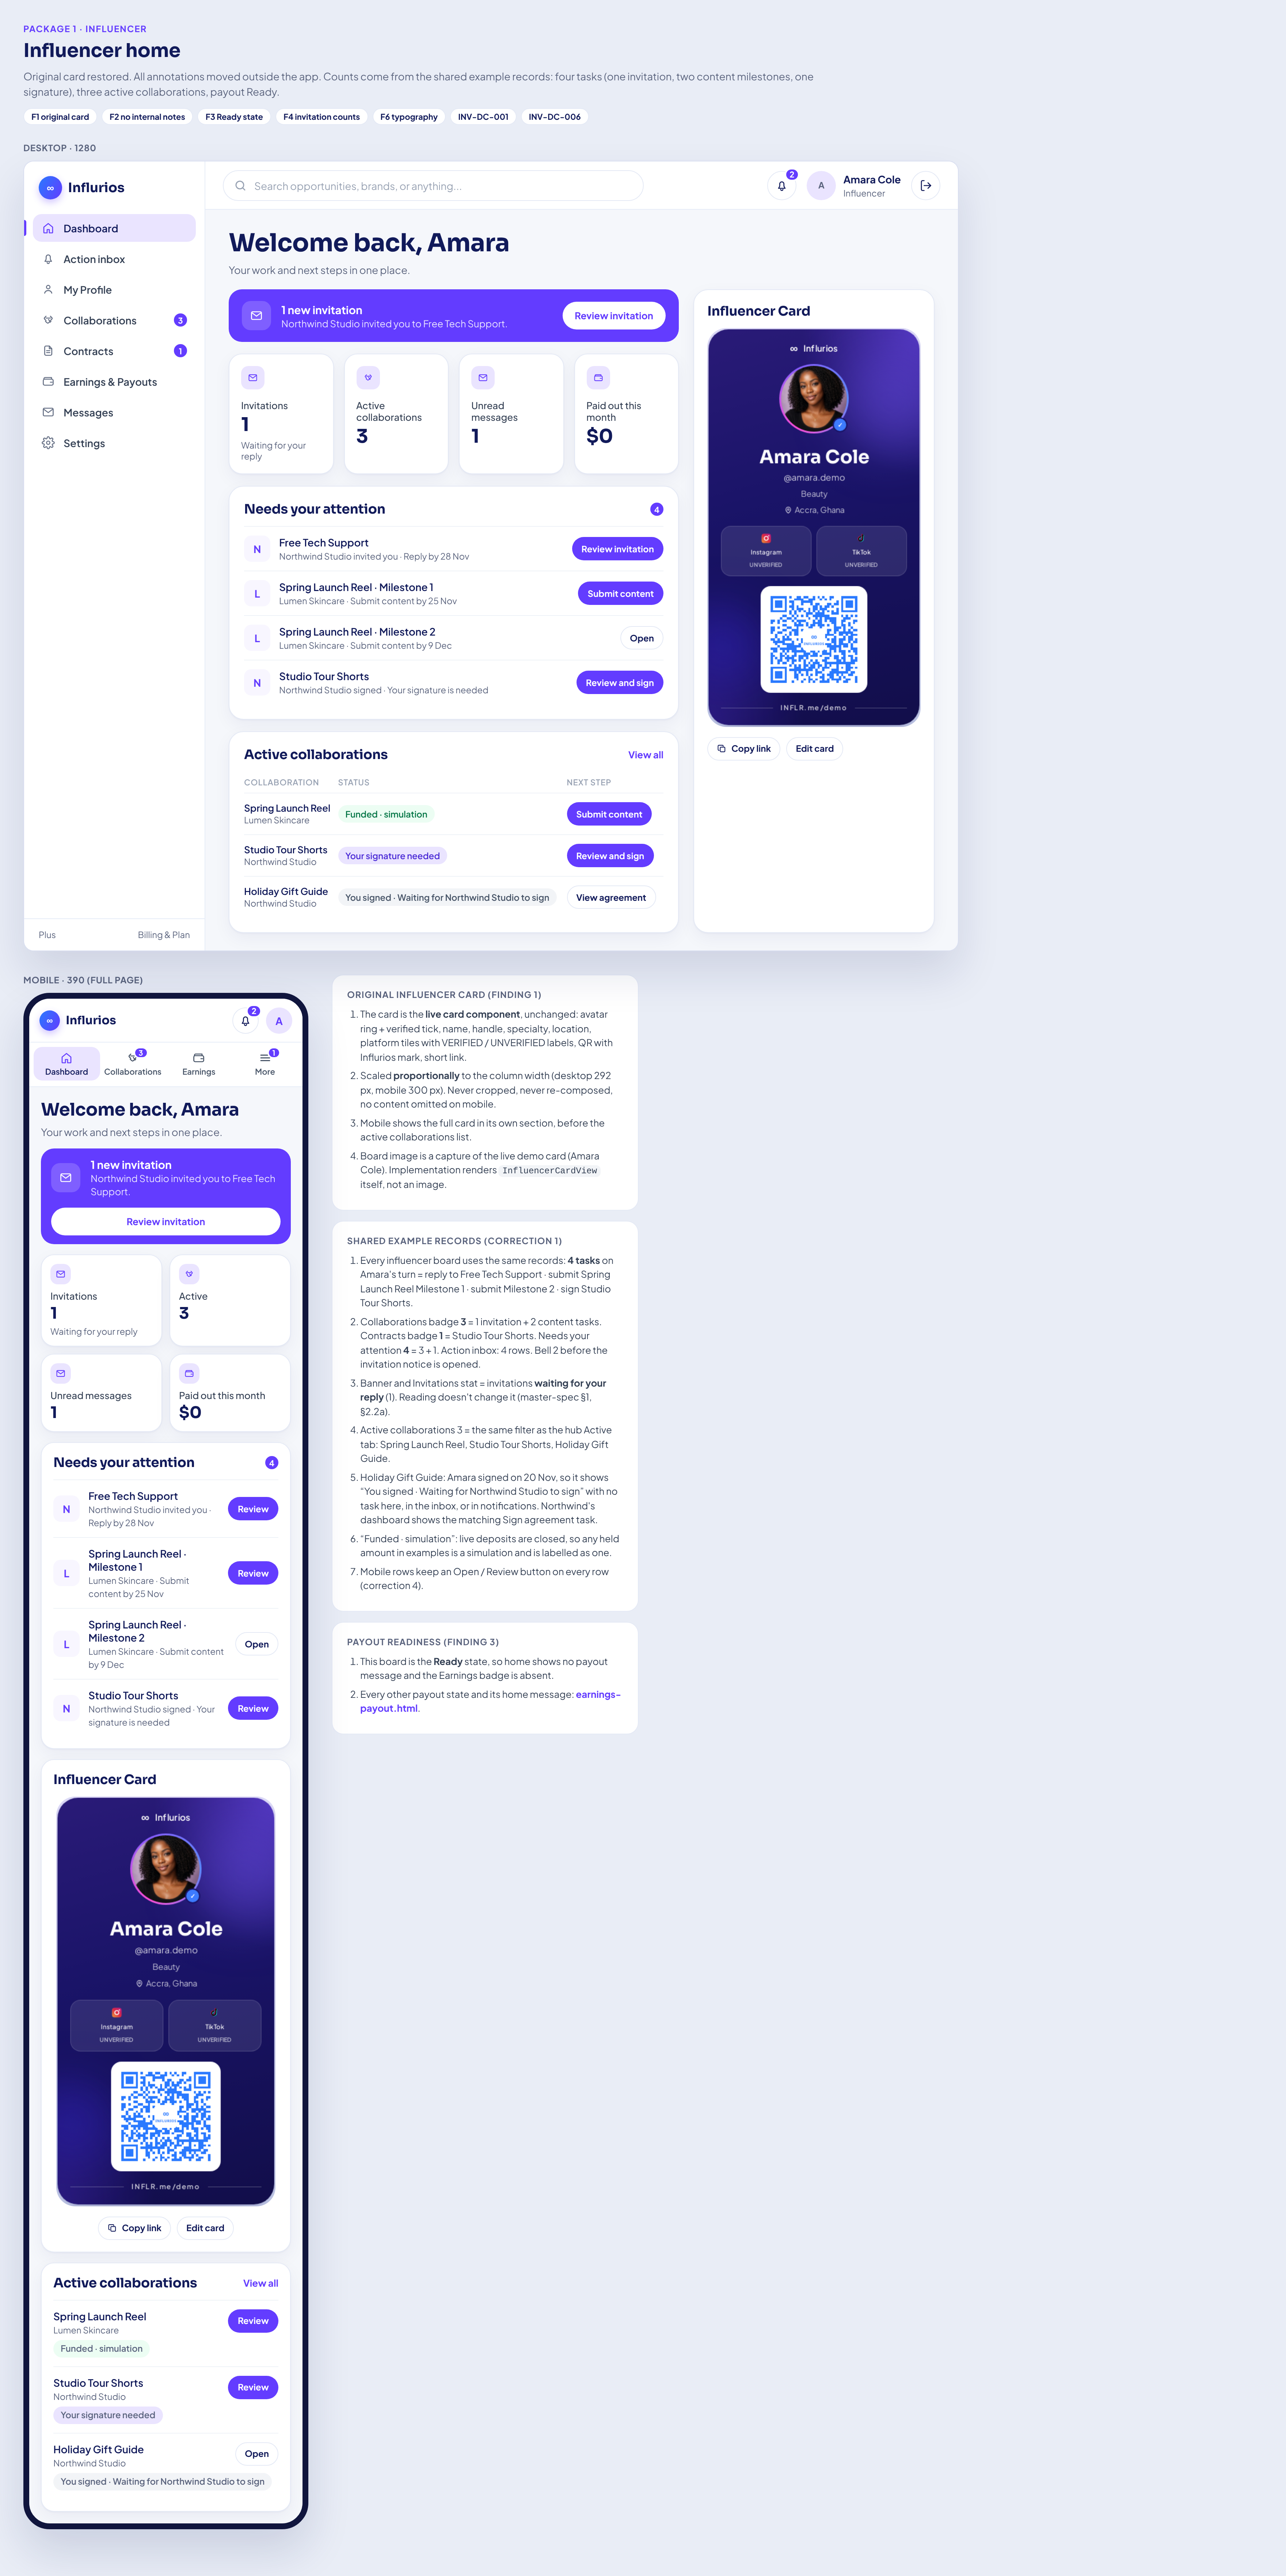 PACKAGE 1 · INFLUENCER
Influencer home
Original card restored. All annotations moved outside the app. Counts come from the shared example records: four tasks (one invitation, two content milestones, one
signature), three active collaborations, payout Ready.
F1 original card
F2 no internal notes
F3 Ready state
F4 invitation counts
F6 typography
INV-DC-001
INV-DC-006
DESKTOP · 1280
Influrios
Dashboard
Action inbox
My Profile
Collaborations 3
Contracts 1
Earnings & Payouts
Messages
Settings
Plus
Billing & Plan
Search opportunities, brands, or anything...
2
A
Amara Cole
Influencer
Welcome back, Amara
Your work and next steps in one place.
1 new invitation
Northwind Studio invited you to Free Tech Support.
Review invitation
Invitations
1
Waiting for your
reply
Active
collaborations
3
Unread
messages
1
Paid out this
month
$0
Needs your attention
4
N
Free Tech Support
Northwind Studio invited you · Reply by 28 Nov
Review invitation
L
Spring Launch Reel · Milestone 1
Lumen Skincare · Submit content by 25 Nov
Submit content
L
Spring Launch Reel · Milestone 2
Lumen Skincare · Submit content by 9 Dec
Open
N
Studio Tour Shorts
Northwind Studio signed · Your signature is needed
Review and sign
Active collaborations
View all
COLLABORATION
STATUS
NEXT STEP
Spring Launch Reel
Lumen Skincare
Funded · simulation
Submit content
Studio Tour Shorts
Northwind Studio
Your signature needed
Review and sign
Holiday Gift Guide
Northwind Studio
You signed · Waiting for Northwind Studio to sign
View agreement
Influencer Card
Influrios
Amara Cole
@amara.demo
Beauty
Accra, Ghana
Instagram
UNVERIFIED
TikTok
UNVERIFIED
INFLR.me/demo
Copy link
Edit card
MOBILE · 390 (FULL PAGE)
Influrios
2
A
Dashboard
3
Collaborations
Earnings
1
More
Welcome back, Amara
Your work and next steps in one place.
1 new invitation
Northwind Studio invited you to Free Tech
Support.
Review invitation
Invitations
1
Waiting for your reply
Active
3
Unread messages
1
Paid out this month
$0
Needs your attention
4
N
Free Tech Support
Northwind Studio invited you ·
Reply by 28 Nov
Review
L
Spring Launch Reel ·
Milestone 1
Lumen Skincare · Submit
content by 25 Nov
Review
L
Spring Launch Reel ·
Milestone 2
Lumen Skincare · Submit content
by 9 Dec
Open
N
Studio Tour Shorts
Northwind Studio signed · Your
signature is needed
Review
Influencer Card
Influrios
Amara Cole
@amara.demo
Beauty
Accra, Ghana
Instagram
UNVERIFIED
TikTok
UNVERIFIED
INFLR.me/demo
Copy link
Edit card
Active collaborations
View all
Spring Launch Reel
Lumen Skincare
Funded · simulation
Review
Studio Tour Shorts
Northwind Studio
Your signature needed
Review
Holiday Gift Guide
Northwind Studio
You signed · Waiting for Northwind Studio to sign
Open
ORIGINAL INFLUENCER CARD (FINDING 1)
1. The card is the live card component, unchanged: avatar
ring + verified tick, name, handle, specialty, location,
platform tiles with VERIFIED / UNVERIFIED labels, QR with
Influrios mark, short link.
2. Scaled proportionally to the column width (desktop 292
px, mobile 300 px). Never cropped, never re-composed,
no content omitted on mobile.
3. Mobile shows the full card in its own section, before the
active collaborations list.
4. Board image is a capture of the live demo card (Amara
Cole). Implementation renders InfluencerCardView
itself, not an image.
SHARED EXAMPLE RECORDS (CORRECTION 1)
1. Every influencer board uses the same records: 4 tasks on
Amara's turn = reply to Free Tech Support · submit Spring
Launch Reel Milestone 1 · submit Milestone 2 · sign Studio
Tour Shorts.
2. Collaborations badge 3 = 1 invitation + 2 content tasks.
Contracts badge 1 = Studio Tour Shorts. Needs your
attention 4 = 3 + 1. Action inbox: 4 rows. Bell 2 before the
invitation notice is opened.
3. Banner and Invitations stat = invitations waiting for your
reply (1). Reading doesn't change it (master-spec §1,
§2.2a).
4. Active collaborations 3 = the same filter as the hub Active
tab: Spring Launch Reel, Studio Tour Shorts, Holiday Gift
Guide.
5. Holiday Gift Guide: Amara signed on 20 Nov, so it shows
"You signed · Waiting for Northwind Studio to sign" with no
task here, in the inbox, or in notifications. Northwind's
dashboard shows the matching Sign agreement task.
6. "Funded · simulation": live deposits are closed, so any held
amount in examples is a simulation and is labelled as one.
7. Mobile rows keep an Open / Review button on every row
(correction 4).
PAYOUT READINESS (FINDING 3)
1. This board is the Ready state, so home shows no payout
message and the Earnings badge is absent.
2. Every other payout state and its home message: earnings-
payout.html.